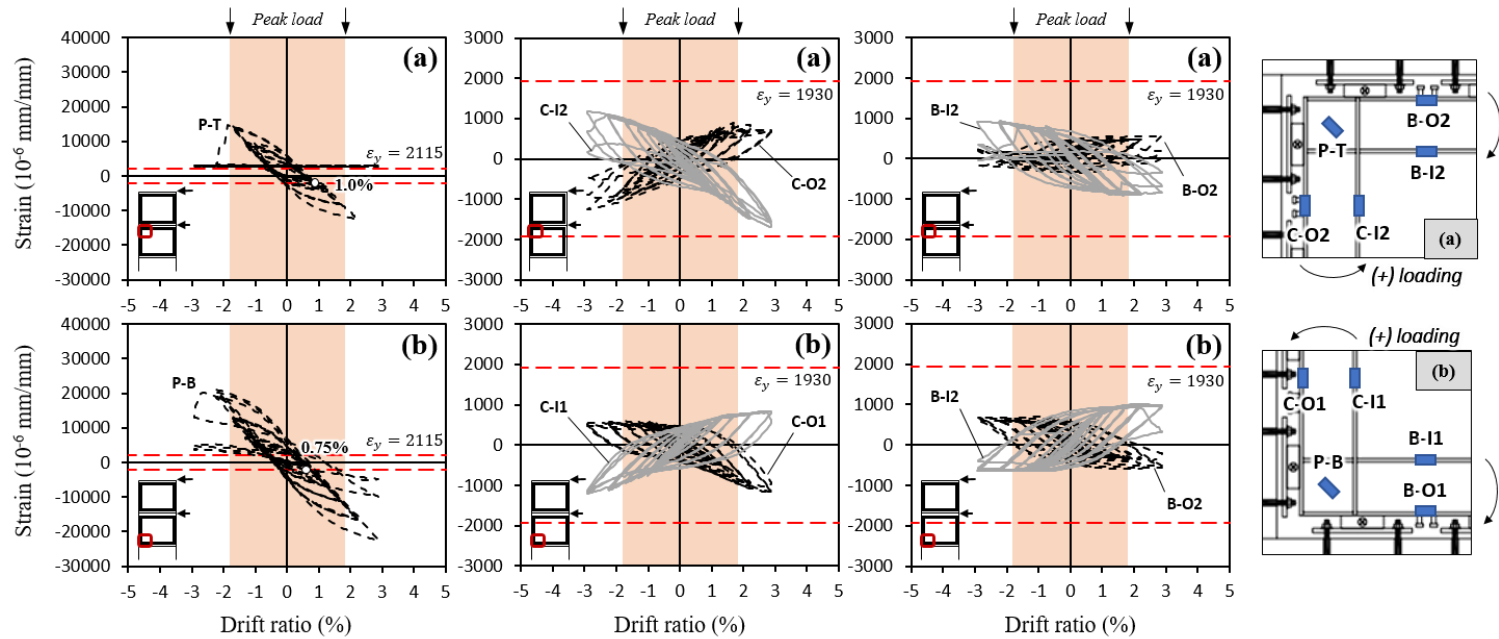 Peak load
Peak load
Peak load
Strain (10⁻⁶ mm/mm)
40000
30000
20000
10000
0
-10000
-20000
-30000
(a)
P-T
εy = 2115
1.0%
-5 -4 -3 -2 -1 0 1 2 3 4 5
3000
2000
1000
0
-1000
-2000
-3000
(a)
εy = 1930
C-I2
C-O2
-5 -4 -3 -2 -1 0 1 2 3 4 5
3000
2000
1000
0
-1000
-2000
-3000
(a)
εy = 1930
B-I2
B-O2
-5 -4 -3 -2 -1 0 1 2 3 4 5
B-O2
P-T
B-I2
C-O2
C-I2
(a)
(+) loading
Strain (10⁻⁶ mm/mm)
40000
30000
20000
10000
0
-10000
-20000
-30000
(b)
P-B
εy = 2115
0.75%
-5 -4 -3 -2 -1 0 1 2 3 4 5
Drift ratio (%)
3000
2000
1000
0
-1000
-2000
-3000
(b)
εy = 1930
C-I1
C-O1
-5 -4 -3 -2 -1 0 1 2 3 4 5
Drift ratio (%)
3000
2000
1000
0
-1000
-2000
-3000
(b)
εy = 1930
B-I2
B-O2
-5 -4 -3 -2 -1 0 1 2 3 4 5
Drift ratio (%)
(+) loading
(b)
C-O1
C-I1
B-I1
P-B
B-O1